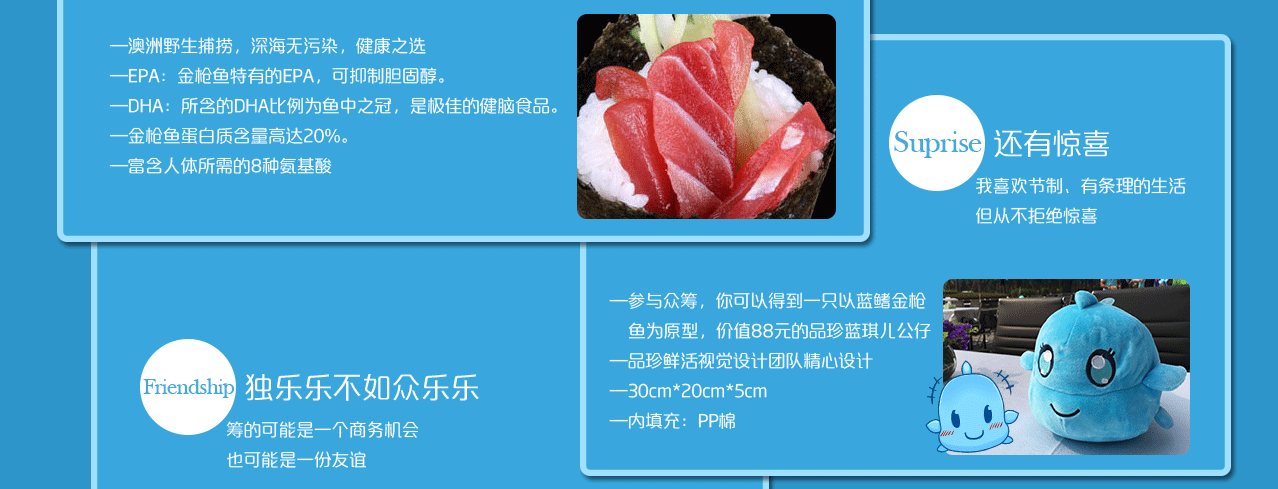 —澳洲野生捕捞，深海无污染，健康之选
—EPA：金枪鱼特有的EPA，可抑制胆固醇。
—DHA：所含的DHA比例为鱼中之冠，是极佳的健脑食品。
—金枪鱼蛋白质含量高达20%。
—富含人体所需的8种氨基酸
Suprise 还有惊喜
我喜欢节制、有条理的生活
但从不拒绝惊喜
—参与众筹，你可以得到一只以蓝鳍金枪
鱼为原型，价值88元的品珍蓝琪儿公仔
—品珍鲜活视觉设计团队精心设计
—30cm*20cm*5cm
—内填充：PP棉
Friendship 独乐乐不如众乐乐
筹的可能是一个商务机会
也可能是一份友谊